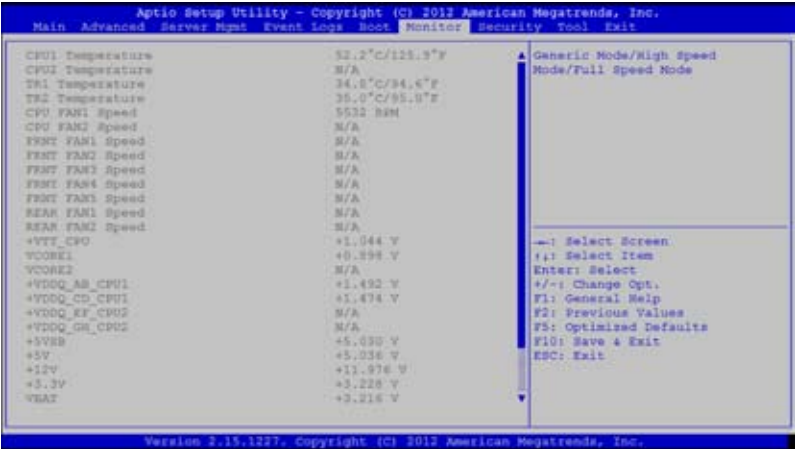 Aptio Setup Utility - Copyright (C) 2012 American Megatrends, Inc.
Main Advanced Server Mgmt Event Logs Boot Monitor Security Tool Exit
CPU1 Temperature 52.2°C/125.9°F
CPU2 Temperature N/A
TR1 Temperature 34.8°C/94.6°F
TR2 Temperature 35.0°C/95.0°F
CPU FAN1 Speed 5532 RPM
CPU FAN2 Speed N/A
FRNT FAN1 Speed N/A
FRNT FAN2 Speed N/A
FRNT FAN3 Speed N/A
FRNT FAN4 Speed N/A
FRNT FAN5 Speed N/A
REAR FAN1 Speed N/A
REAR FAN2 Speed N/A
+VTT_CPU +1.044 V
VCORE1 +0.898 V
VCORE2 N/A
+VDDQ_AB_CPU1 +1.492 V
+VDDQ_CD_CPU1 +1.474 V
+VDDQ_EF_CPU2 N/A
+VDDQ_GH_CPU2 N/A
+5VSB +5.030 V
+5V +5.036 V
+12V +11.976 V
+3.3V +3.228 V
VBAT +3.216 V
Generic Mode/High Speed
Mode/Full Speed Mode
→←: Select Screen
↑↓: Select Item
Enter: Select
+/-: Change Opt.
F1: General Help
F2: Previous Values
F5: Optimized Defaults
F10: Save & Exit
ESC: Exit
Version 2.15.1227. Copyright (C) 2012 American Megatrends, Inc.